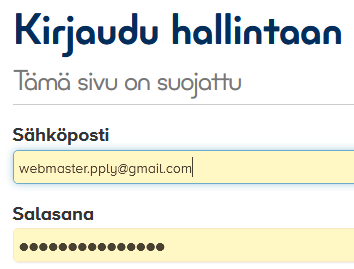 Kirjaudu hallintaan
Tämä sivu on suojattu
Sähköposti
webmaster.pply@gmail.com
Salasana
●●●●●●●●●●●●●●●